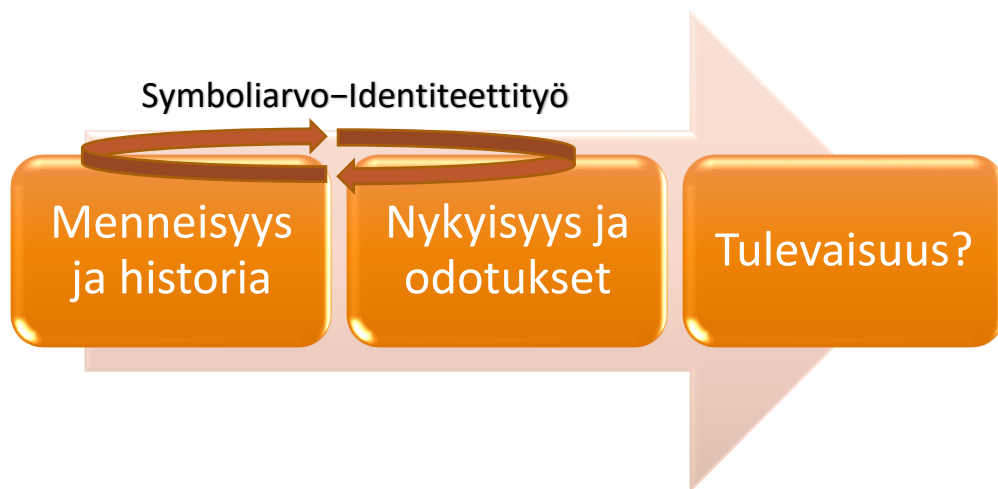 Symboliarvo–Identiteettityö
Menneisyys
ja historia
Nykyisyys ja
odotukset
Tulevaisuus?